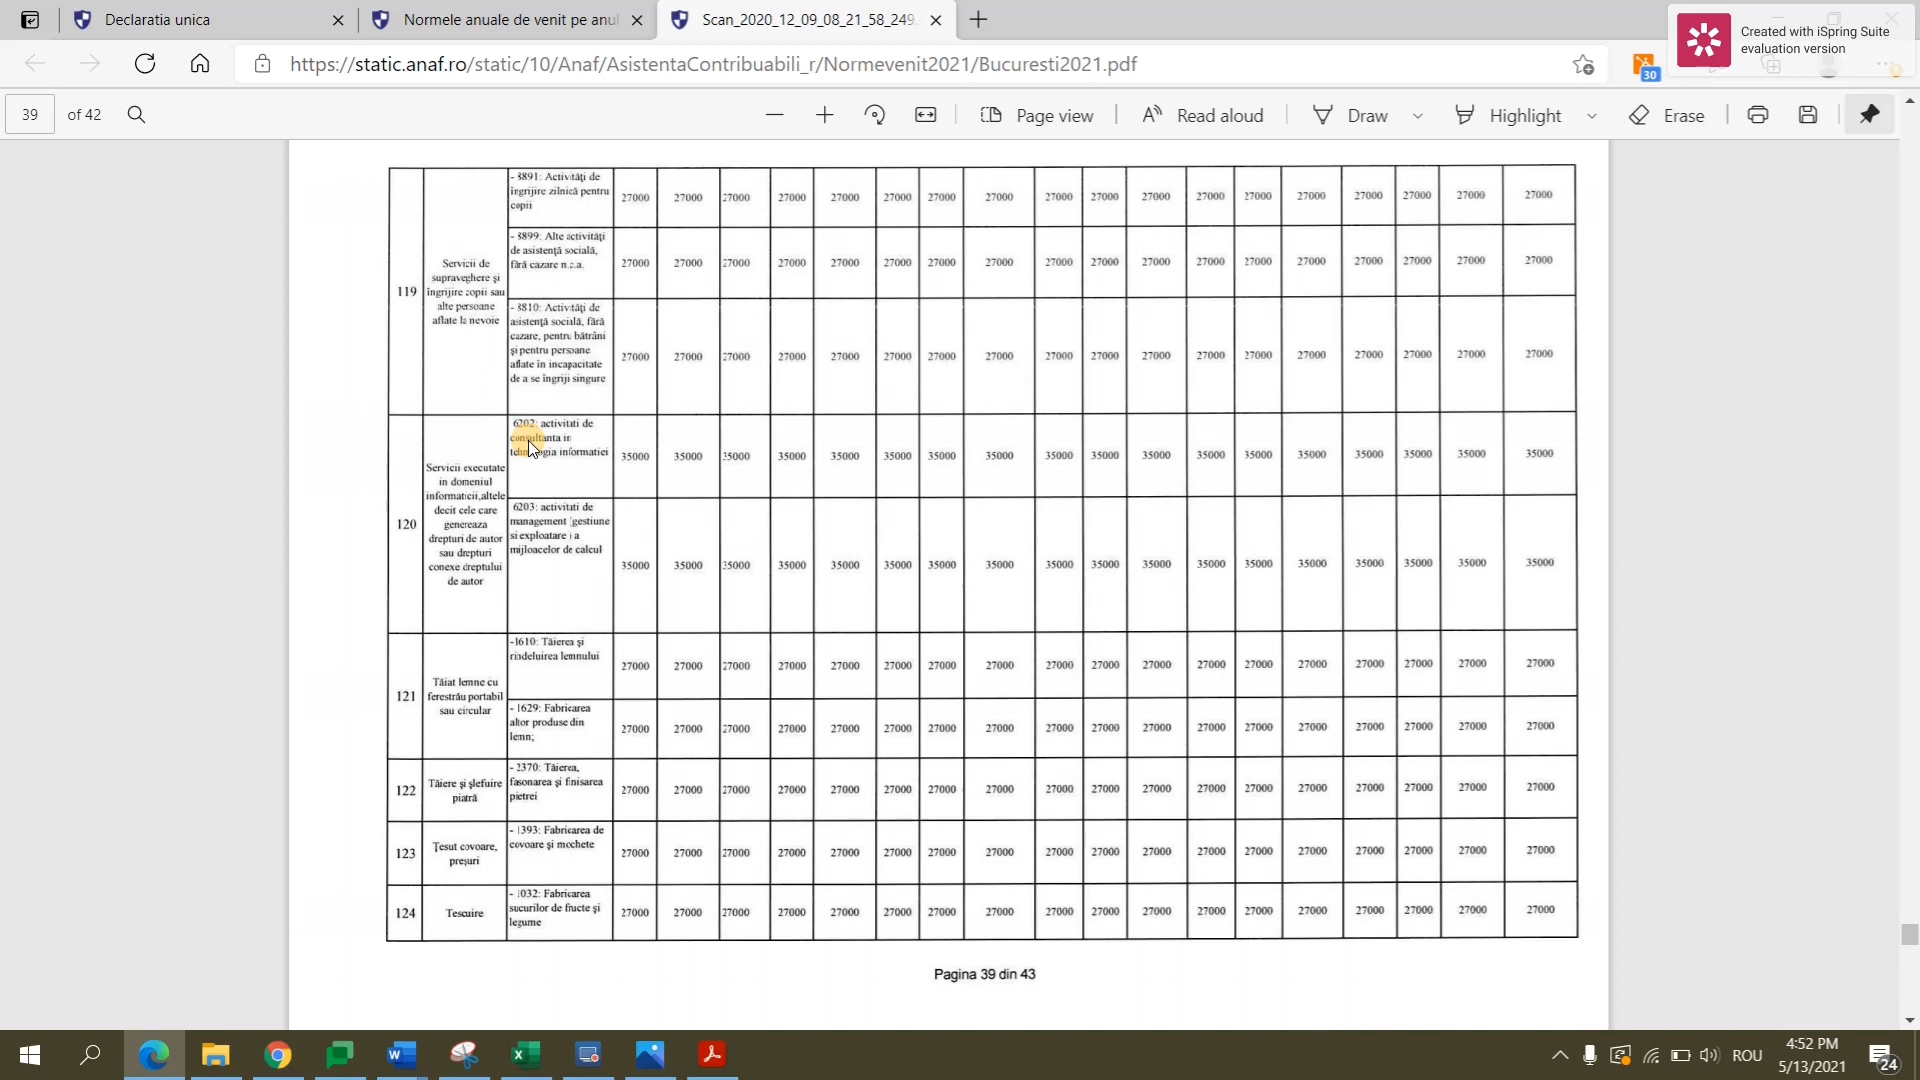 Declaratia unica
Normele anuale de venit pe anul
Scan_2020_12_09_08_21_58_249.
Created with iSpring Suite
evaluation version
https://static.anaf.ro/static/10/Anaf/AsistentaContribuabili_r/Normevenit2021/Bucuresti2021.pdf
30
39 of 42
Page view
Read aloud
Draw
Highlight
Erase
119
Servicii de
supraveghere și
îngrijire copii sau
alte persoane
aflate la nevoie
- 8891: Activități de
îngrijire zilnică pentru
copii
27000 27000 27000 27000 27000 27000 27000 27000 27000 27000 27000 27000 27000 27000 27000 27000 27000 27000
- 8899: Alte activități
de asistență socială,
fără cazare n.c.a.
27000 27000 27000 27000 27000 27000 27000 27000 27000 27000 27000 27000 27000 27000 27000 27000 27000 27000
- 8810: Activități de
asistență socială, fără
cazare, pentru bătrâni
și pentru persoane
aflate în incapacitate
de a se îngriji singure
27000 27000 27000 27000 27000 27000 27000 27000 27000 27000 27000 27000 27000 27000 27000 27000 27000 27000
120
Servicii executate
in domeniul
informaticii,altele
decit cele care
genereaza
drepturi de autor
sau drepturi
conexe dreptului
de autor
6202: activitati de
consultanta in
tehnologia informatiei
35000 35000 35000 35000 35000 35000 35000 35000 35000 35000 35000 35000 35000 35000 35000 35000 35000 35000
6203: activitati de
management (gestiune
si exploatare ) a
mijloacelor de calcul
35000 35000 35000 35000 35000 35000 35000 35000 35000 35000 35000 35000 35000 35000 35000 35000 35000 35000
121
Tăiat lemne cu
ferestrău portabil
sau circular
-1610: Tăierea și
rindeluirea lemnului
27000 27000 27000 27000 27000 27000 27000 27000 27000 27000 27000 27000 27000 27000 27000 27000 27000 27000
- 1629: Fabricarea
altor produse din
lemn;
27000 27000 27000 27000 27000 27000 27000 27000 27000 27000 27000 27000 27000 27000 27000 27000 27000 27000
122
Tăiere și șlefuire
piatră
- 2370: Tăierea,
fasonarea și finisarea
pietrei
27000 27000 27000 27000 27000 27000 27000 27000 27000 27000 27000 27000 27000 27000 27000 27000 27000 27000
123
Țesut covoare,
preșuri
- 1393: Fabricarea de
covoare și mochete
27000 27000 27000 27000 27000 27000 27000 27000 27000 27000 27000 27000 27000 27000 27000 27000 27000 27000
124
Tescuire
- 1032: Fabricarea
sucurilor de fructe și
legume
27000 27000 27000 27000 27000 27000 27000 27000 27000 27000 27000 27000 27000 27000 27000 27000 27000 27000
Pagina 39 din 43
ROU
4:52 PM
5/13/2021
24